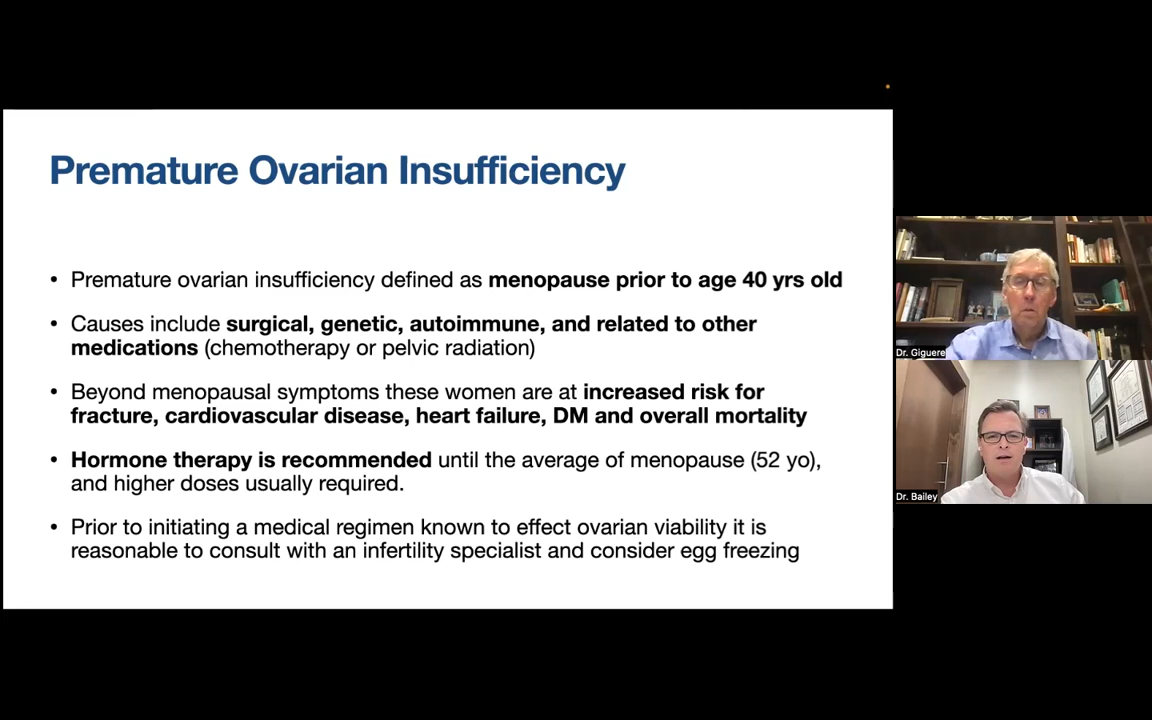 Premature Ovarian Insufficiency
• Premature ovarian insufficiency defined as menopause prior to age 40 yrs old
• Causes include surgical, genetic, autoimmune, and related to other
medications (chemotherapy or pelvic radiation)
• Beyond menopausal symptoms these women are at increased risk for
fracture, cardiovascular disease, heart failure, DM and overall mortality
• Hormone therapy is recommended until the average of menopause (52 yo),
and higher doses usually required.
• Prior to initiating a medical regimen known to effect ovarian viability it is
reasonable to consult with an infertility specialist and consider egg freezing
Dr. Giguere
Dr. Bailey